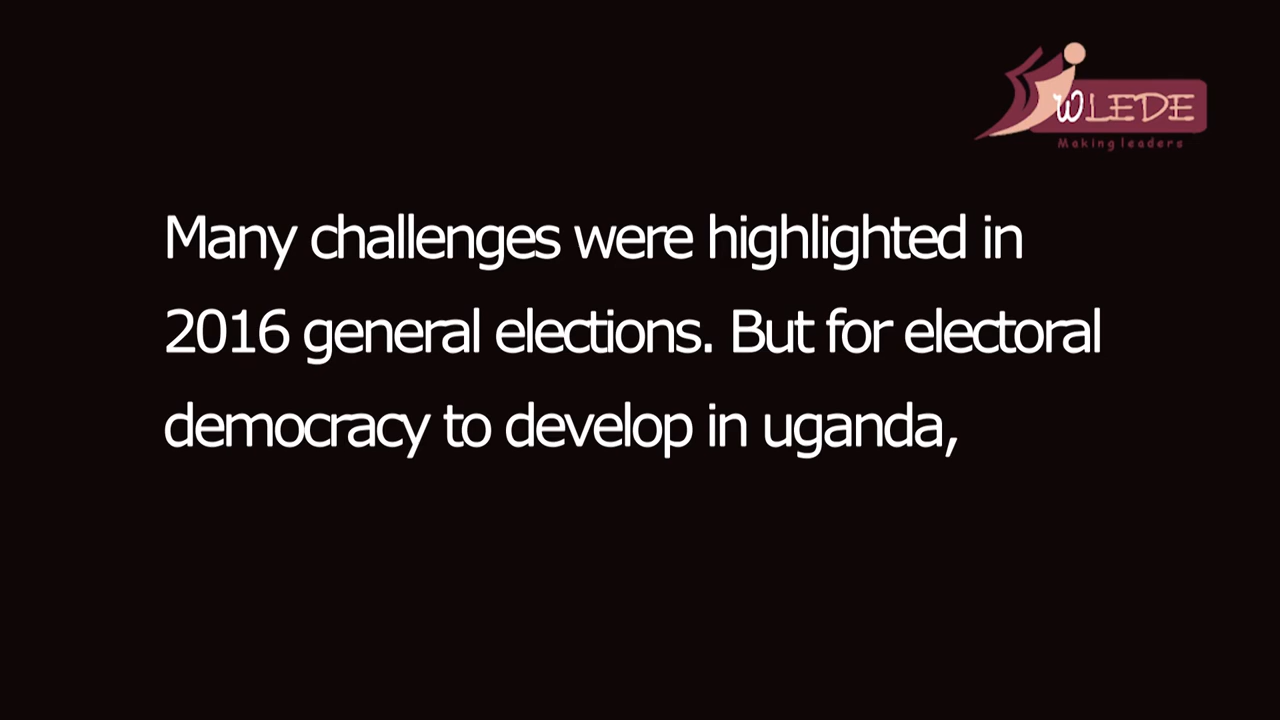 WLEDE
Making leaders
Many challenges were highlighted in
2016 general elections. But for electoral
democracy to develop in uganda,